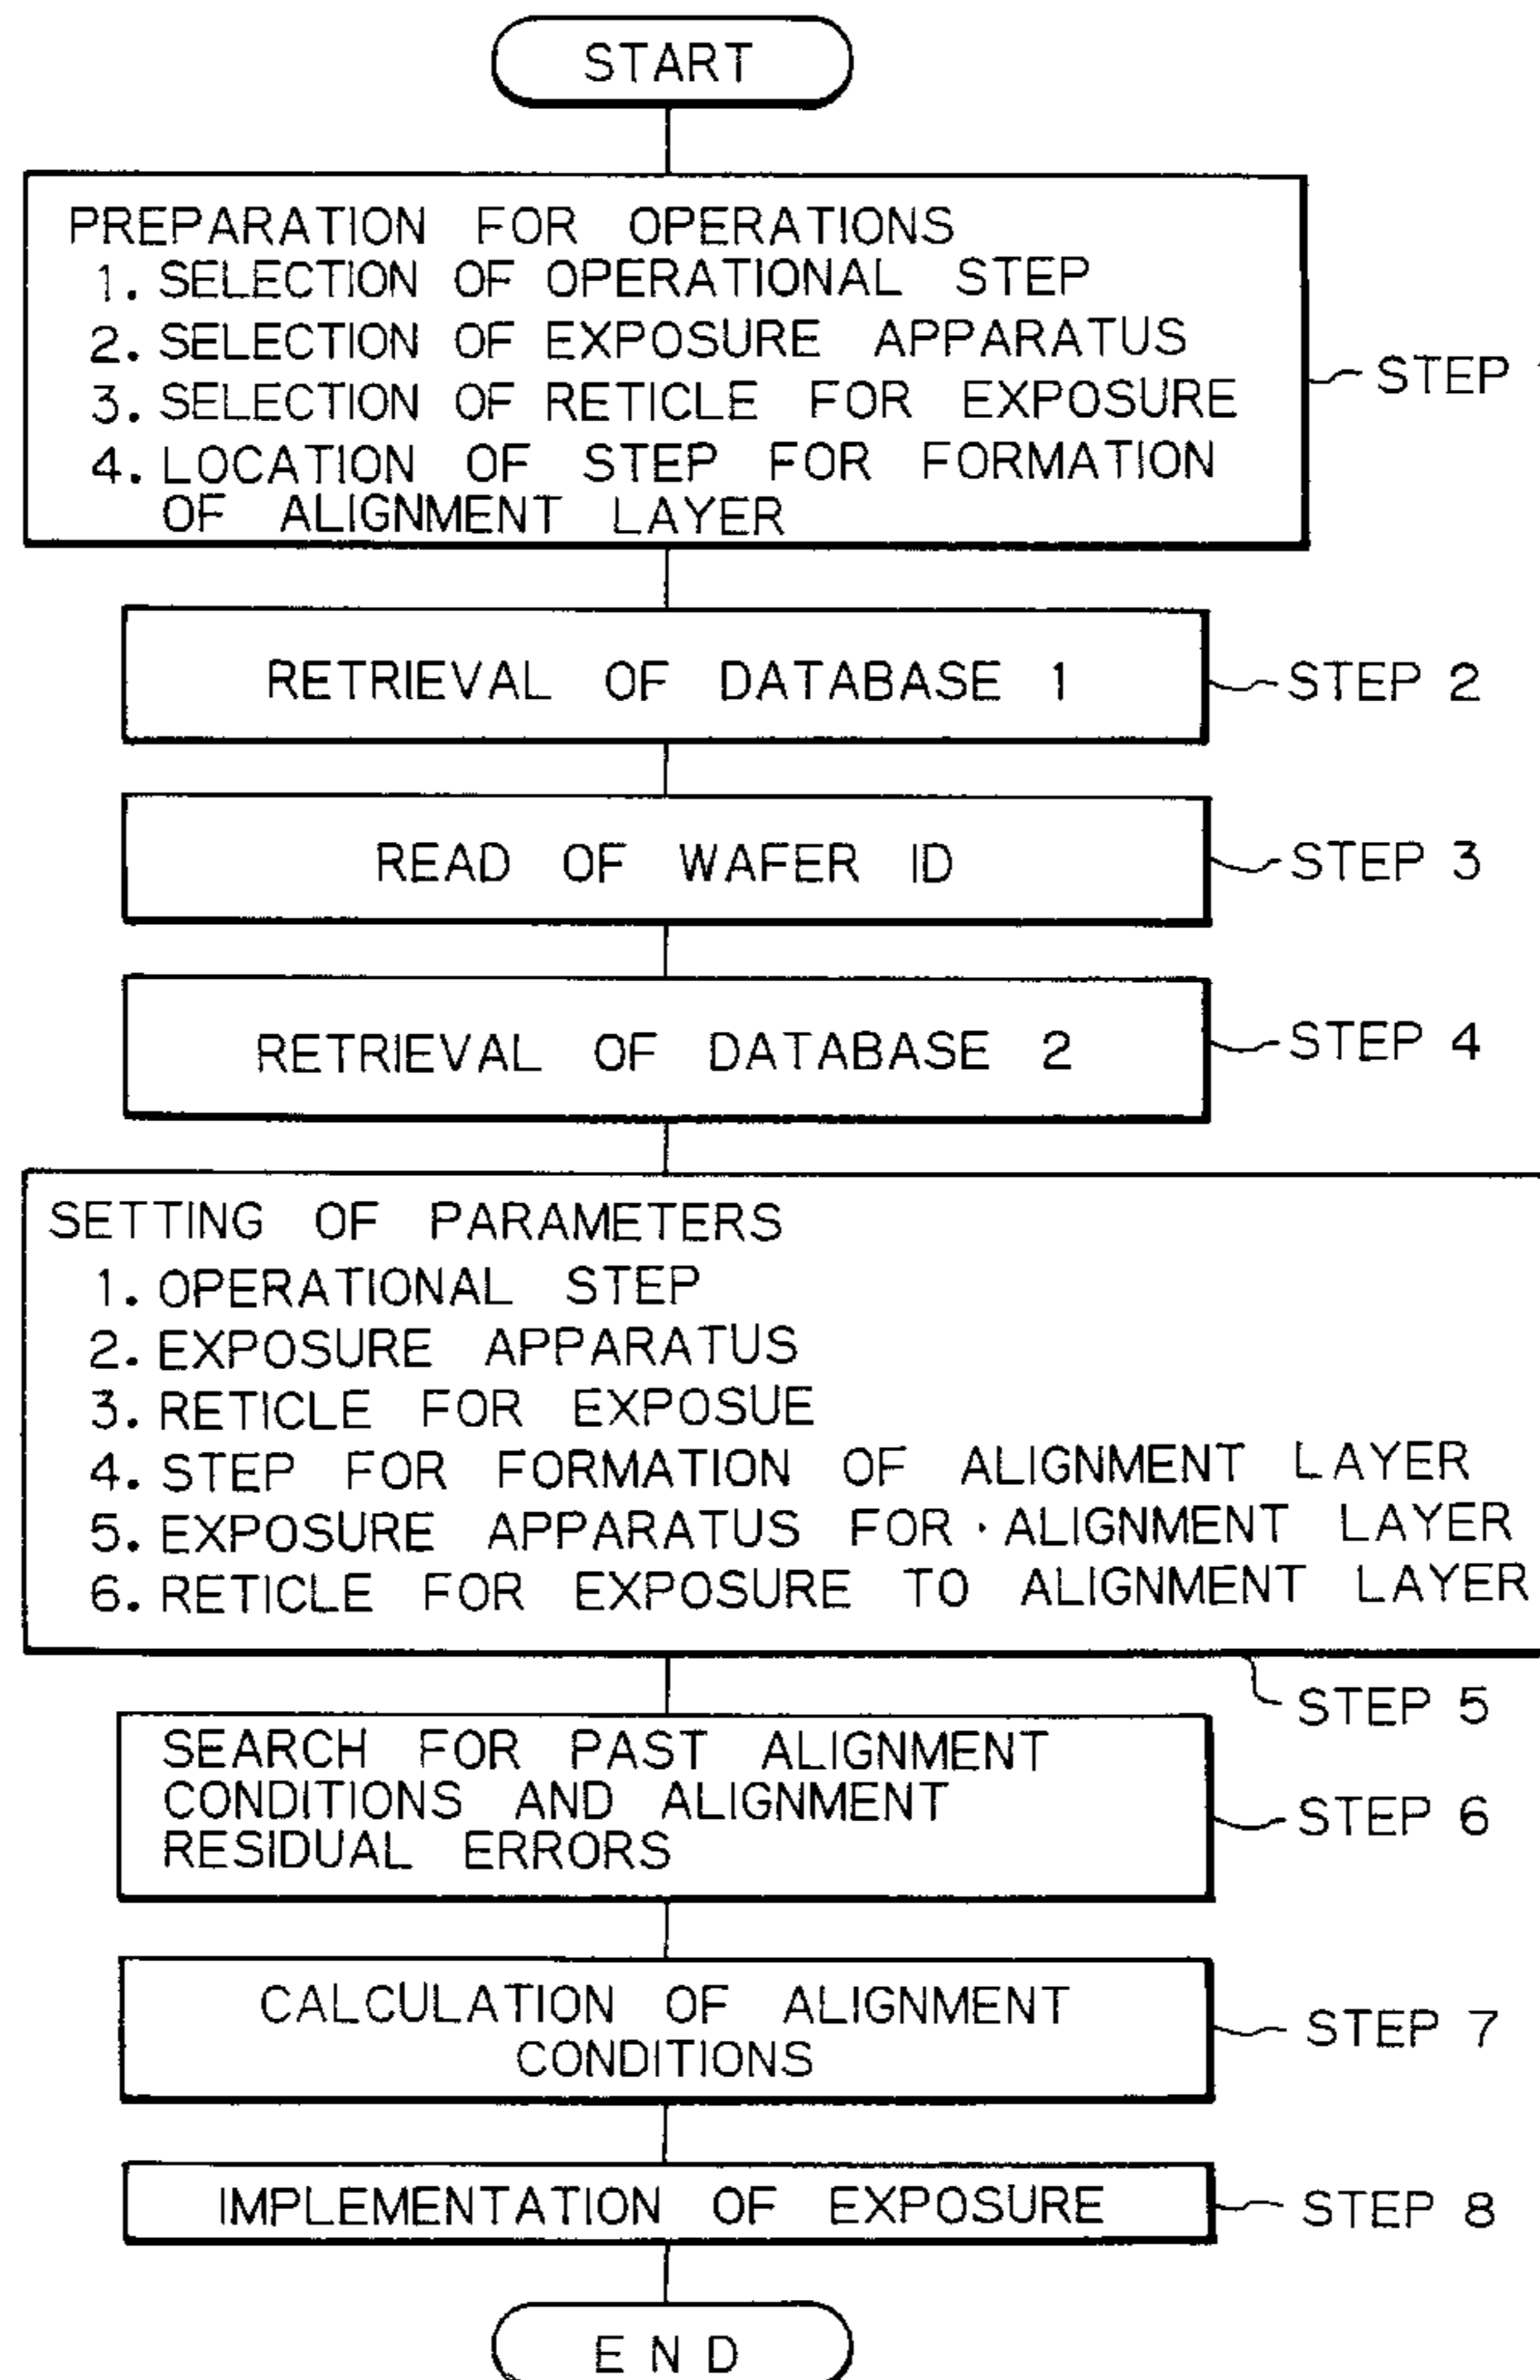 START
PREPARATION FOR OPERATIONS
1. SELECTION OF OPERATIONAL STEP
2. SELECTION OF EXPOSURE APPARATUS
3. SELECTION OF RETICLE FOR EXPOSURE
4. LOCATION OF STEP FOR FORMATION
OF ALIGNMENT LAYER
STEP
RETRIEVAL OF DATABASE 1
STEP 2
READ OF WAFER ID
STEP 3
RETRIEVAL OF DATABASE 2
STEP 4
SETTING OF PARAMETERS
1. OPERATIONAL STEP
2. EXPOSURE APPARATUS
3. RETICLE FOR EXPOSUE
4. STEP FOR FORMATION OF ALIGNMENT LAYER
5. EXPOSURE APPARATUS FOR · ALIGNMENT LAYER
6. RETICLE FOR EXPOSURE TO ALIGNMENT LAYER
STEP 5
SEARCH FOR PAST ALIGNMENT
CONDITIONS AND ALIGNMENT
RESIDUAL ERRORS
STEP 6
CALCULATION OF ALIGNMENT
CONDITIONS
STEP 7
IMPLEMENTATION OF EXPOSURE
STEP 8
END